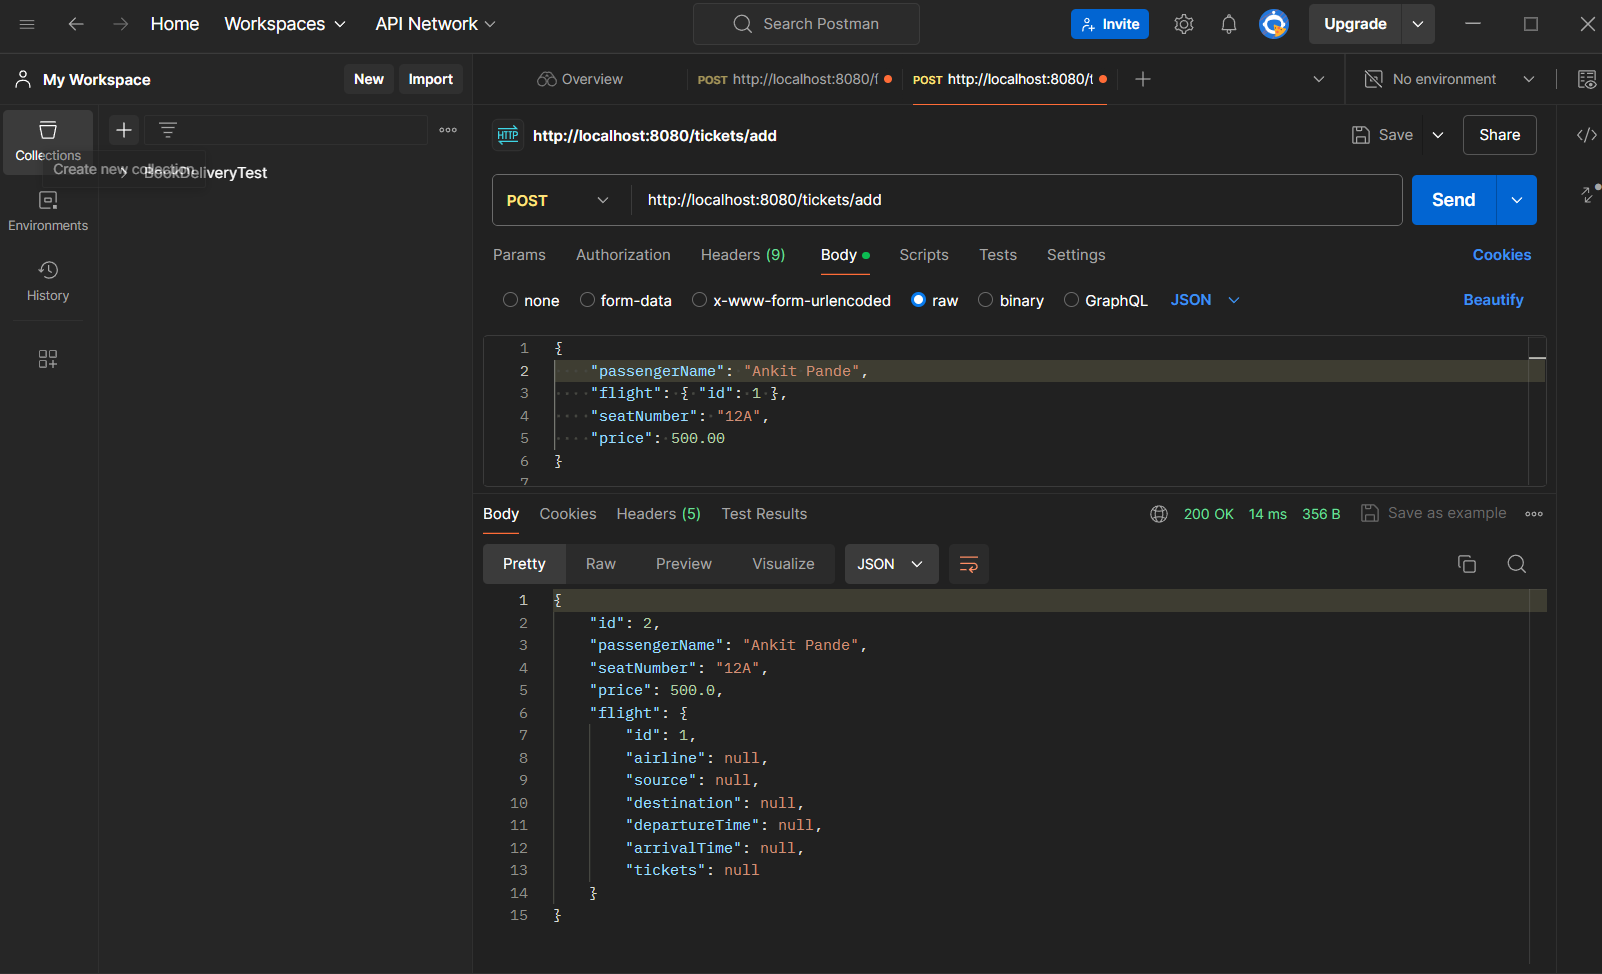 Home Workspaces API Network Search Postman Invite Upgrade
My Workspace New Import Overview POST http://localhost:8080/f POST http://localhost:8080/t No environment
Collections
Create new collection
BookDeliveryTest
Environments
History
HTTP http://localhost:8080/tickets/add Save Share
POST http://localhost:8080/tickets/add Send
Params Authorization Headers (9) Body Scripts Tests Settings Cookies
none form-data x-www-form-urlencoded raw binary GraphQL JSON Beautify
1 {
2 "passengerName": "Ankit Pande",
3 "flight": { "id": 1 },
4 "seatNumber": "12A",
5 "price": 500.00
6 }
7
Body Cookies Headers (5) Test Results 200 OK 14 ms 356 B Save as example
Pretty Raw Preview Visualize JSON
1 {
2 "id": 2,
3 "passengerName": "Ankit Pande",
4 "seatNumber": "12A",
5 "price": 500.0,
6 "flight": {
7 "id": 1,
8 "airline": null,
9 "source": null,
10 "destination": null,
11 "departureTime": null,
12 "arrivalTime": null,
13 "tickets": null
14 }
15 }